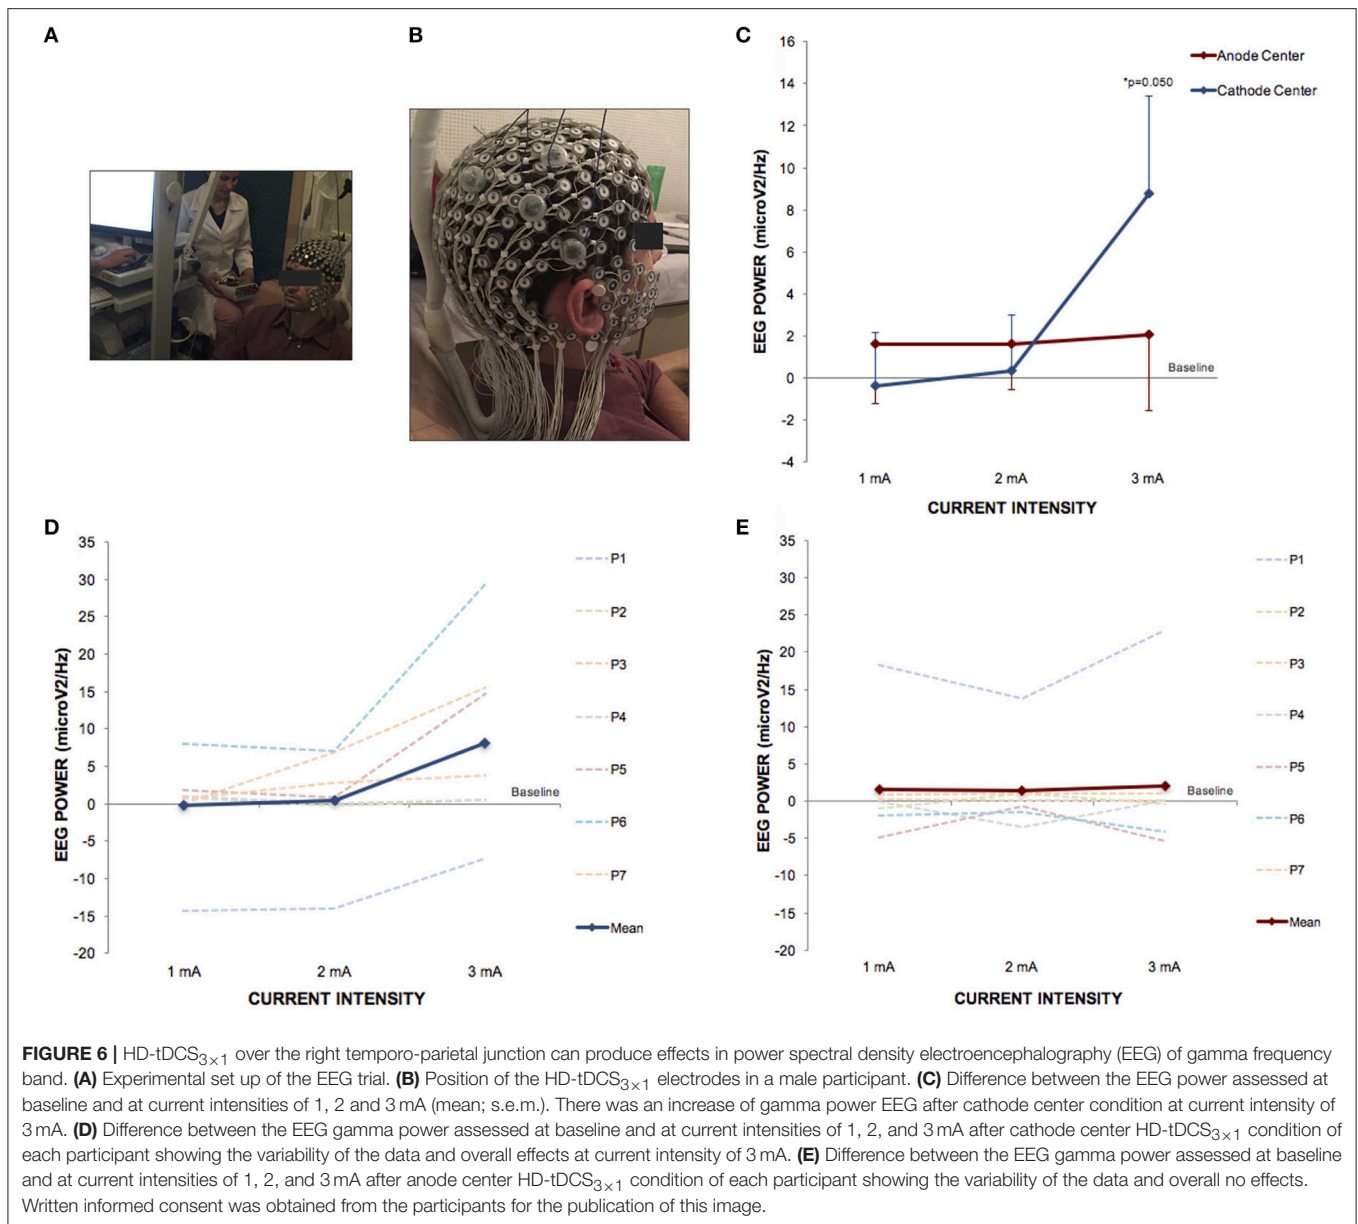 A
B
C
16
14
12
10
8
6
4
2
0
-2
-4
EEG POWER (microV2/Hz)
Anode Center
Cathode Center
*p=0.050
Baseline
1 mA 2 mA 3 mA
CURRENT INTENSITY
D
35
30
25
20
15
10
5
0
-5
-10
-15
-20
EEG POWER (microV2/Hz)
P1
P2
P3
P4
P5
P6
P7
Mean
Baseline
1 mA 2 mA 3 mA
CURRENT INTENSITY
E
35
30
25
20
15
10
5
0
-5
-10
-15
-20
EEG POWER (microV2/Hz)
P1
P2
P3
P4
P5
P6
P7
Mean
Baseline
1 mA 2 mA 3 mA
CURRENT INTENSITY
FIGURE 6 | HD-tDCS3×1 over the right temporo-parietal junction can produce effects in power spectral density electroencephalography (EEG) of gamma frequency
band. (A) Experimental set up of the EEG trial. (B) Position of the HD-tDCS3×1 electrodes in a male participant. (C) Difference between the EEG power assessed at
baseline and at current intensities of 1, 2 and 3 mA (mean; s.e.m.). There was an increase of gamma power EEG after cathode center condition at current intensity of
3 mA. (D) Difference between the EEG gamma power assessed at baseline and at current intensities of 1, 2, and 3 mA after cathode center HD-tDCS3×1 condition of
each participant showing the variability of the data and overall effects at current intensity of 3 mA. (E) Difference between the EEG gamma power assessed at baseline
and at current intensities of 1, 2, and 3 mA after anode center HD-tDCS3×1 condition of each participant showing the variability of the data and overall no effects.
Written informed consent was obtained from the participants for the publication of this image.